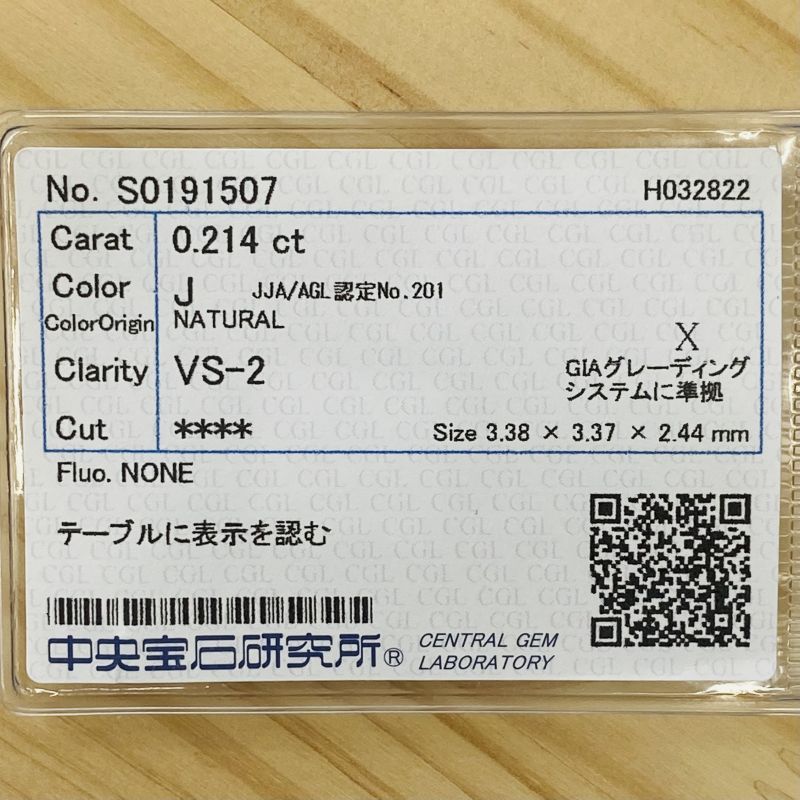 No. S0191507 H032822
Carat 0.214 ct
Color J JJA/AGL認定No.201
ColorOrigin NATURAL
X
Clarity VS-2 GIAグレーディング
システムに準拠
Cut **** Size 3.38 × 3.37 × 2.44 mm
Fluo. NONE
テーブルに表示を認む
中央宝石研究所® CENTRAL GEM
LABORATORY